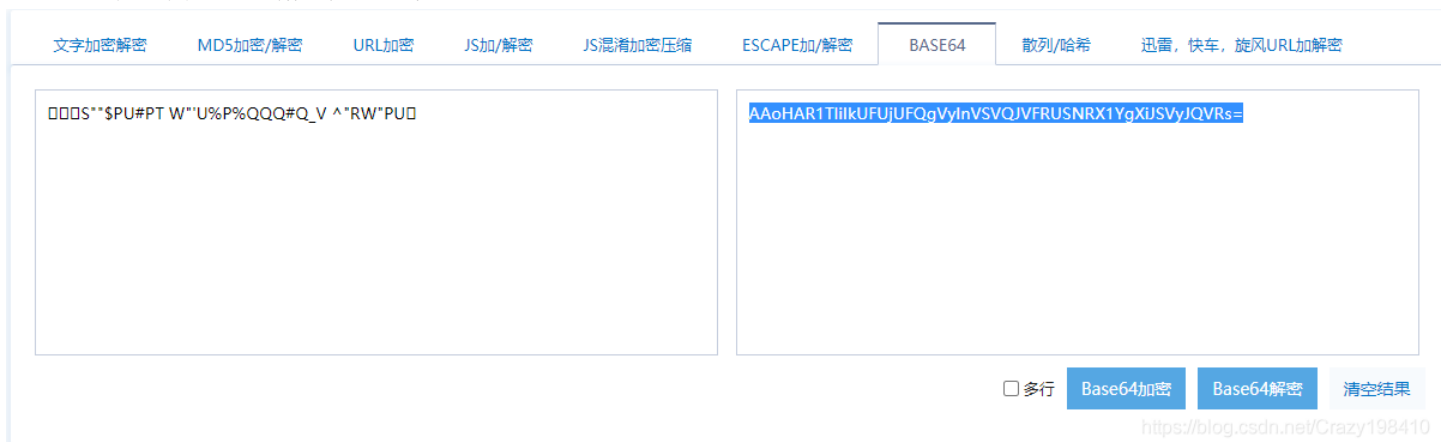 文字加密解密 MD5加密/解密 URL加密 JS加/解密 JS混淆加密压缩 ESCAPE加/解密 BASE64 散列/哈希 迅雷，快车，旋风URL加解密
▯▯▯S""$PU#PT W"'U%P%QQQ#Q_V ^"RW"PU▯
AAoHAR1TIiIkUFUjUFQgVyInVSVQJVFRUSNRX1YgXiJSVyJQVRs=
多行 Base64加密 Base64解密 清空结果
https://blog.csdn.net/Crazy198410